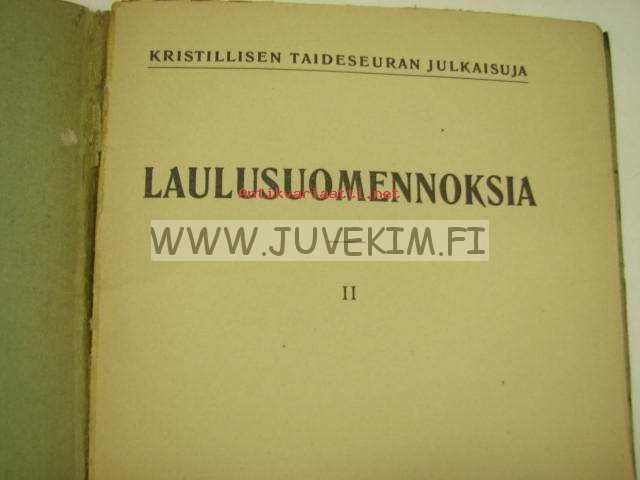 KRISTILLISEN TAIDESEURAN JULKAISUJA
LAULUSUOMENNOKSIA
Antikvariaatti.net
WWW.JUVEKIM.FI
II